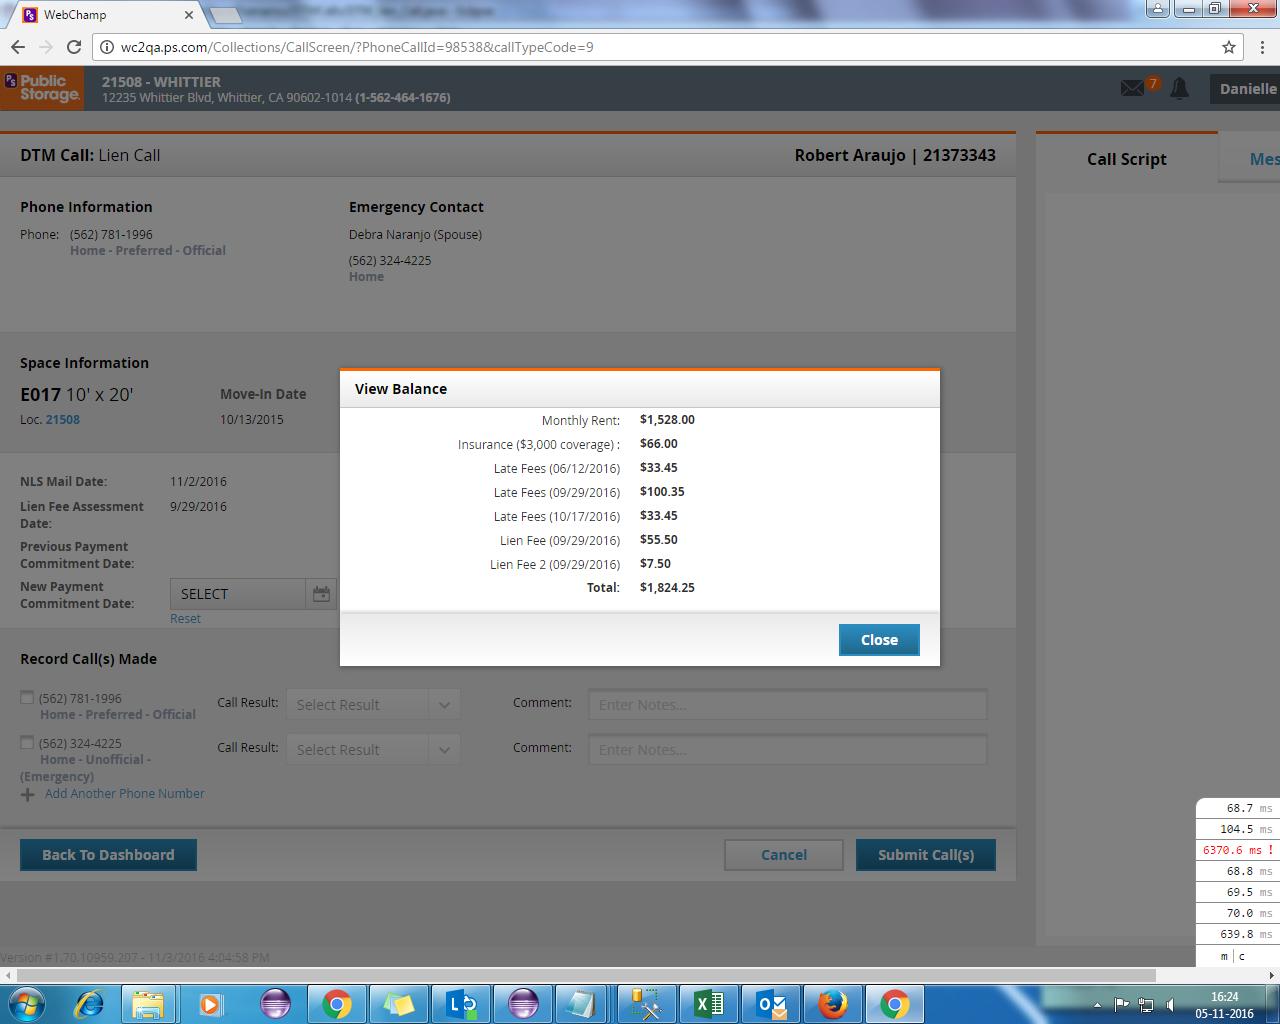 WebChamp
wc2qa.ps.com/Collections/CallScreen/?PhoneCallId=98538&callTypeCode=9
PS Public
Storage.
21508 - WHITTIER
12235 Whittier Blvd, Whittier, CA 90602-1014 (1-562-464-1676)
7
Danielle
DTM Call: Lien Call
Robert Araujo | 21373343
Call Script
Mes
Phone Information
Phone: (562) 781-1996
Home - Preferred - Official
Emergency Contact
Debra Naranjo (Spouse)
(562) 324-4225
Home
Space Information
E017 10' x 20'
Loc. 21508
Move-In Date
10/13/2015
NLS Mail Date: 11/2/2016
Lien Fee Assessment
Date:
9/29/2016
Previous Payment
Commitment Date:
New Payment
Commitment Date:
SELECT
Reset
View Balance
Monthly Rent: $1,528.00
Insurance ($3,000 coverage) : $66.00
Late Fees (06/12/2016) $33.45
Late Fees (09/29/2016) $100.35
Late Fees (10/17/2016) $33.45
Lien Fee (09/29/2016) $55.50
Lien Fee 2 (09/29/2016) $7.50
Total: $1,824.25
Close
Record Call(s) Made
(562) 781-1996
Home - Preferred - Official
Call Result: Select Result
Comment: Enter Notes...
(562) 324-4225
Home - Unofficial -
(Emergency)
Call Result: Select Result
Comment: Enter Notes...
Add Another Phone Number
Back To Dashboard
Cancel
Submit Call(s)
68.7 ms
104.5 ms
6370.6 ms !
68.8 ms
69.5 ms
70.0 ms
639.8 ms
m | c
Version #1.70.10959.207 - 11/3/2016 4:04:58 PM
16:24
05-11-2016